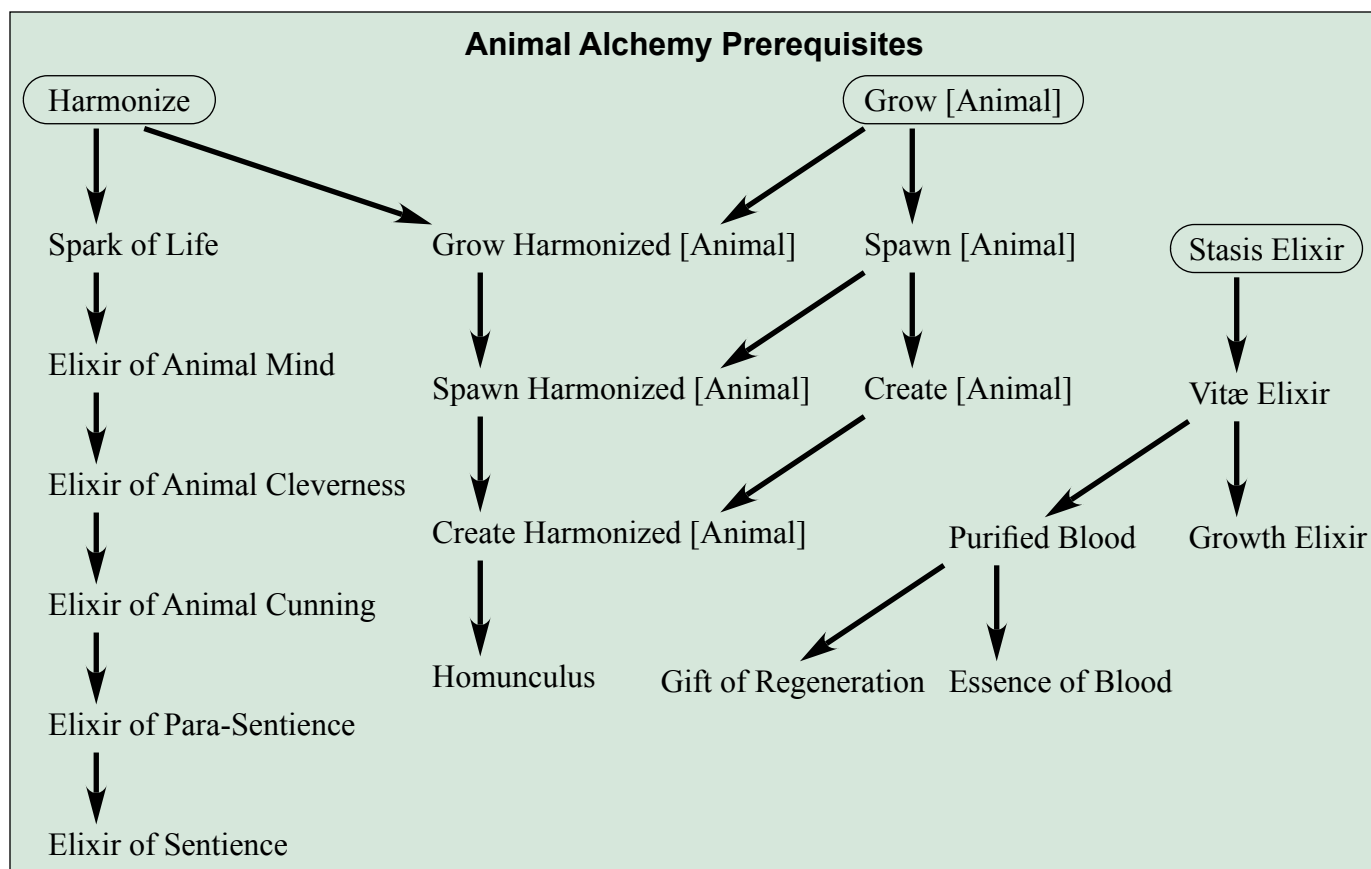 Animal Alchemy Prerequisites
Harmonize
Grow [Animal]
Spark of Life
Grow Harmonized [Animal]
Spawn [Animal]
Stasis Elixir
Elixir of Animal Mind
Spawn Harmonized [Animal]
Create [Animal]
Vitæ Elixir
Elixir of Animal Cleverness
Create Harmonized [Animal]
Purified Blood
Growth Elixir
Elixir of Animal Cunning
Homunculus
Gift of Regeneration
Essence of Blood
Elixir of Para-Sentience
Elixir of Sentience